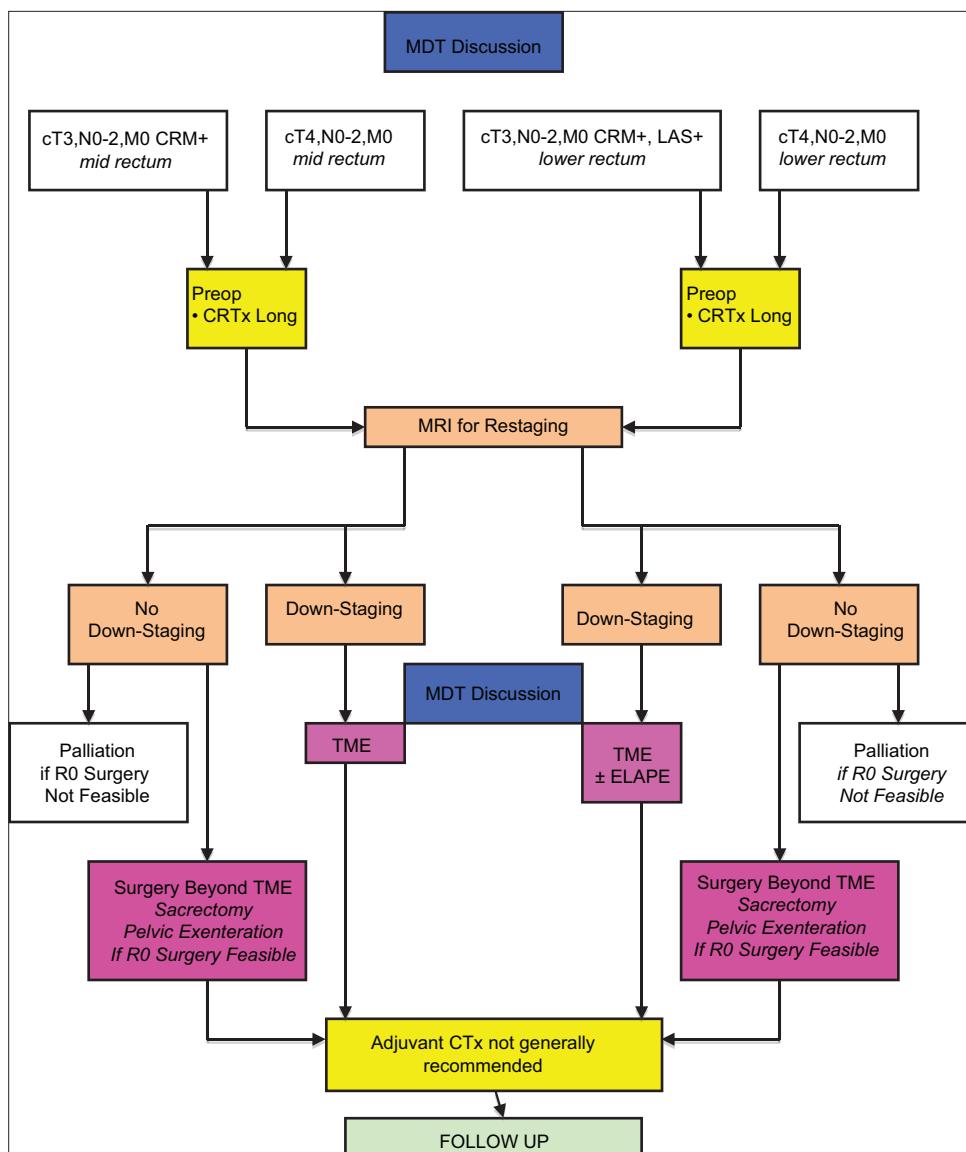 MDT Discussion
cT3,N0-2,M0 CRM+
mid rectum
cT4,N0-2,M0
mid rectum
cT3,N0-2,M0 CRM+, LAS+
lower rectum
cT4,N0-2,M0
lower rectum
Preop
• CRTx Long
Preop
• CRTx Long
MRI for Restaging
No
Down-Staging
Down-Staging
Down-Staging
No
Down-Staging
MDT Discussion
Palliation
if R0 Surgery
Not Feasible
TME
TME
± ELAPE
Palliation
if R0 Surgery
Not Feasible
Surgery Beyond TME
Sacrectomy
Pelvic Exenteration
If R0 Surgery Feasible
Surgery Beyond TME
Sacrectomy
Pelvic Exenteration
If R0 Surgery Feasible
Adjuvant CTx not generally
recommended
FOLLOW UP